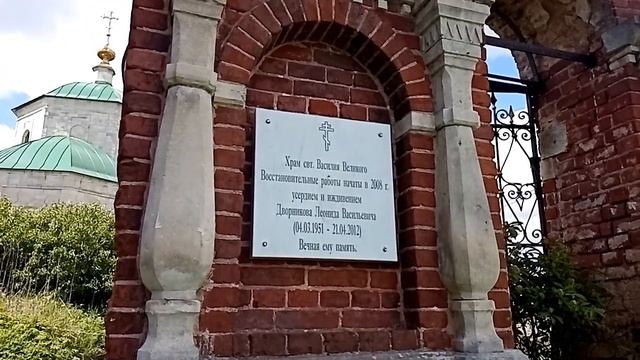 Храм свт. Василия Великого
Восстановительные работы начаты в 2008 г.
усердием и иждивением
Дворникова Леонида Васильевича
(04.03.1951 - 21.04.2012)
Вечная ему память.